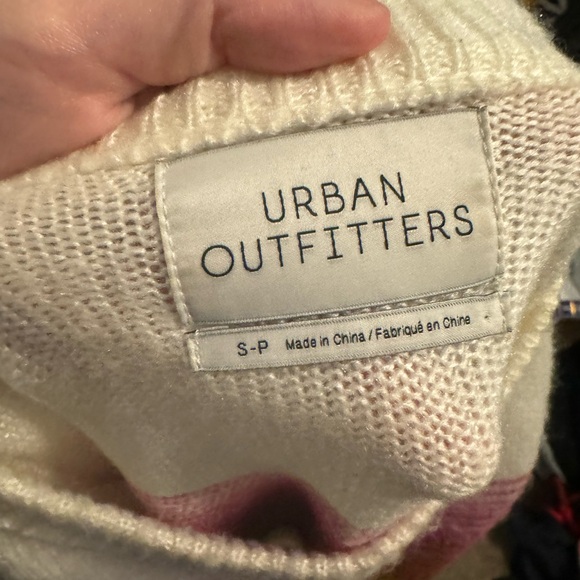 URBAN
OUTFITTERS
S-P Made in China / Fabriqué en Chine